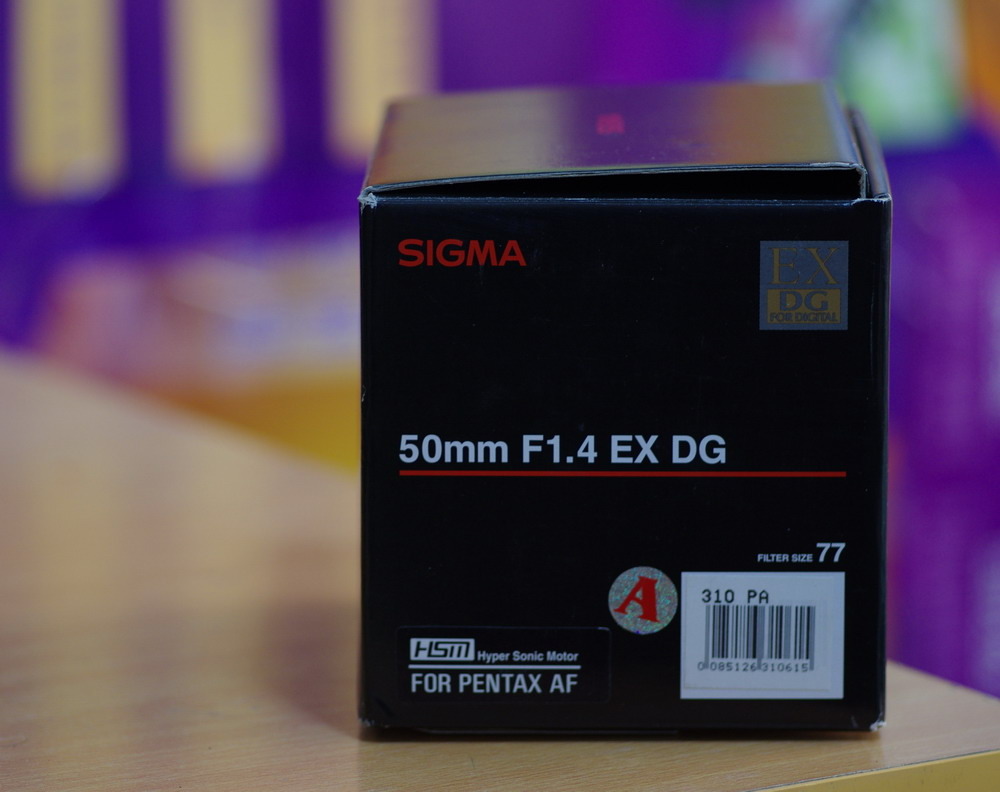 SIGMA
EX
DG
FOR DIGITAL
50mm F1.4 EX DG
FILTER SIZE 77
A
310 PA
0 085126 310615
HSM Hyper Sonic Motor
FOR PENTAX AF